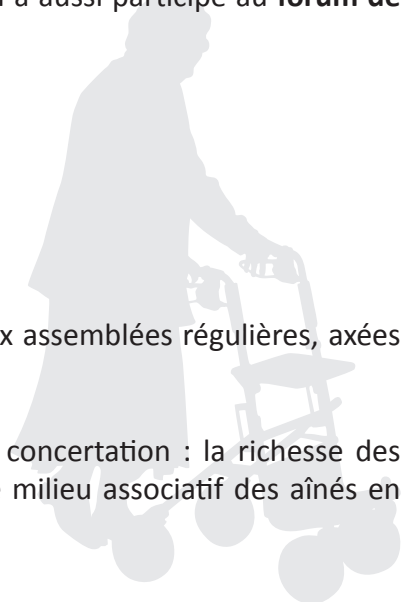 a aussi participé au forum de
x assemblées régulières, axées
concertation : la richesse des
milieu associatif des aînés en